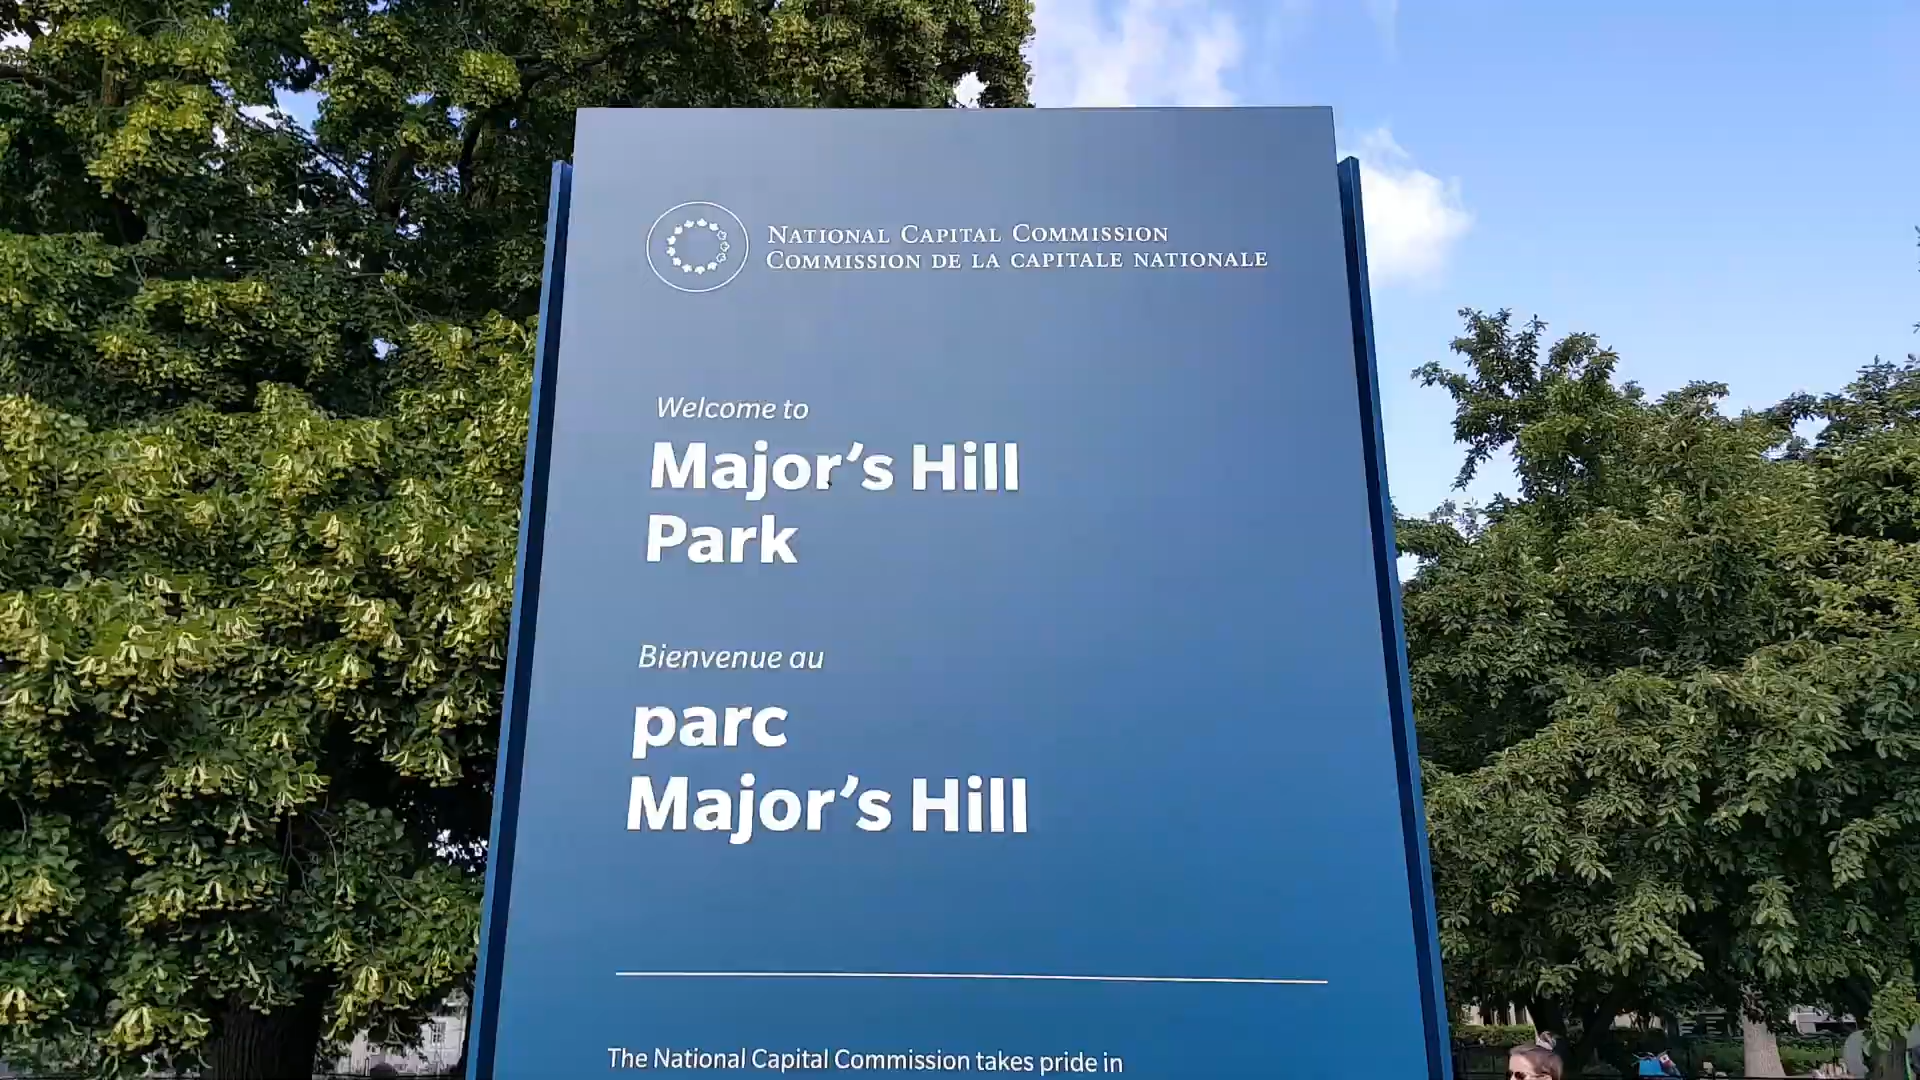 National Capital Commission
Commission de la capitale nationale
Welcome to
Major’s Hill
Park
Bienvenue au
parc
Major’s Hill
The National Capital Commission takes pride in